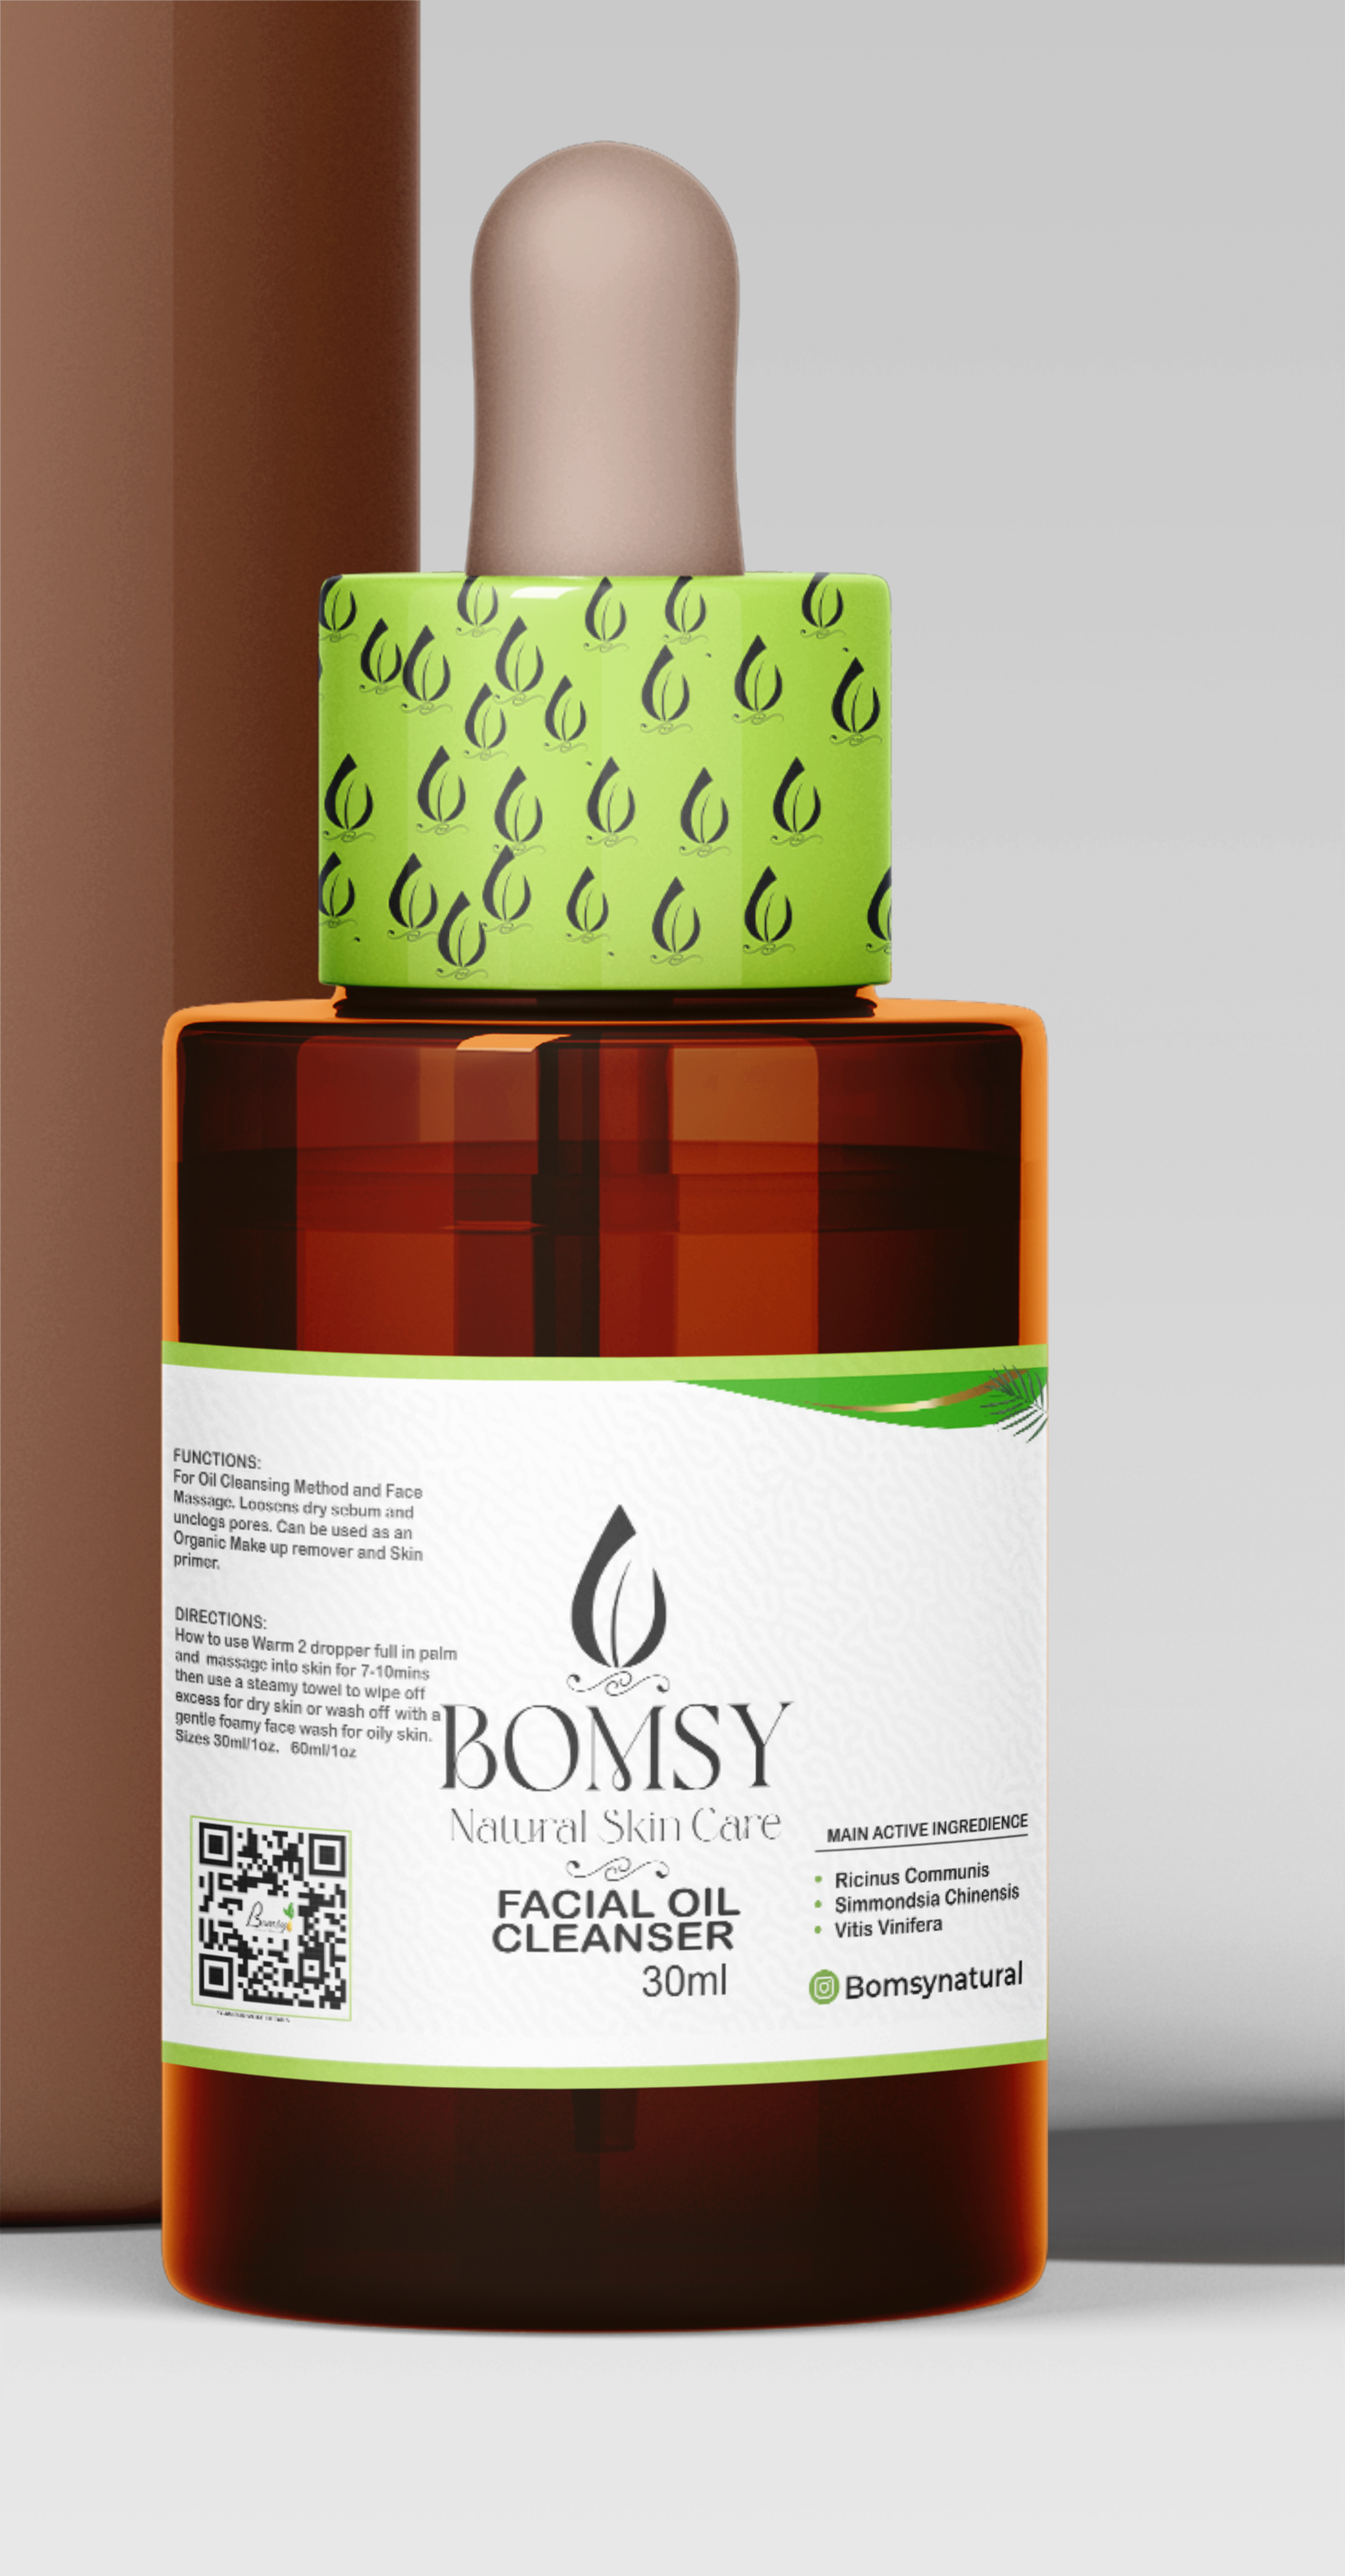 FUNCTIONS:
For Oil Cleansing Method and Face
Massage. Loosens dry sebum and
unclogs pores. Can be used as an
Organic Make up remover and Skin
primer.
DIRECTIONS:
How to use Warm 2 dropper full in palm
and massage into skin for 7-10mins
then use a steamy towel to wipe off
excess for dry skin or wash off with a
gentle foamy face wash for oily skin.
Sizes 30ml/1oz. 60ml/1oz
Bomsy
BOMSY
Natural Skin Care
FACIAL OIL
CLEANSER
30ml
MAIN ACTIVE INGREDIENCE
• Ricinus Communis
• Simmondsia Chinensis
• Vitis Vinifera
Bomsynatural